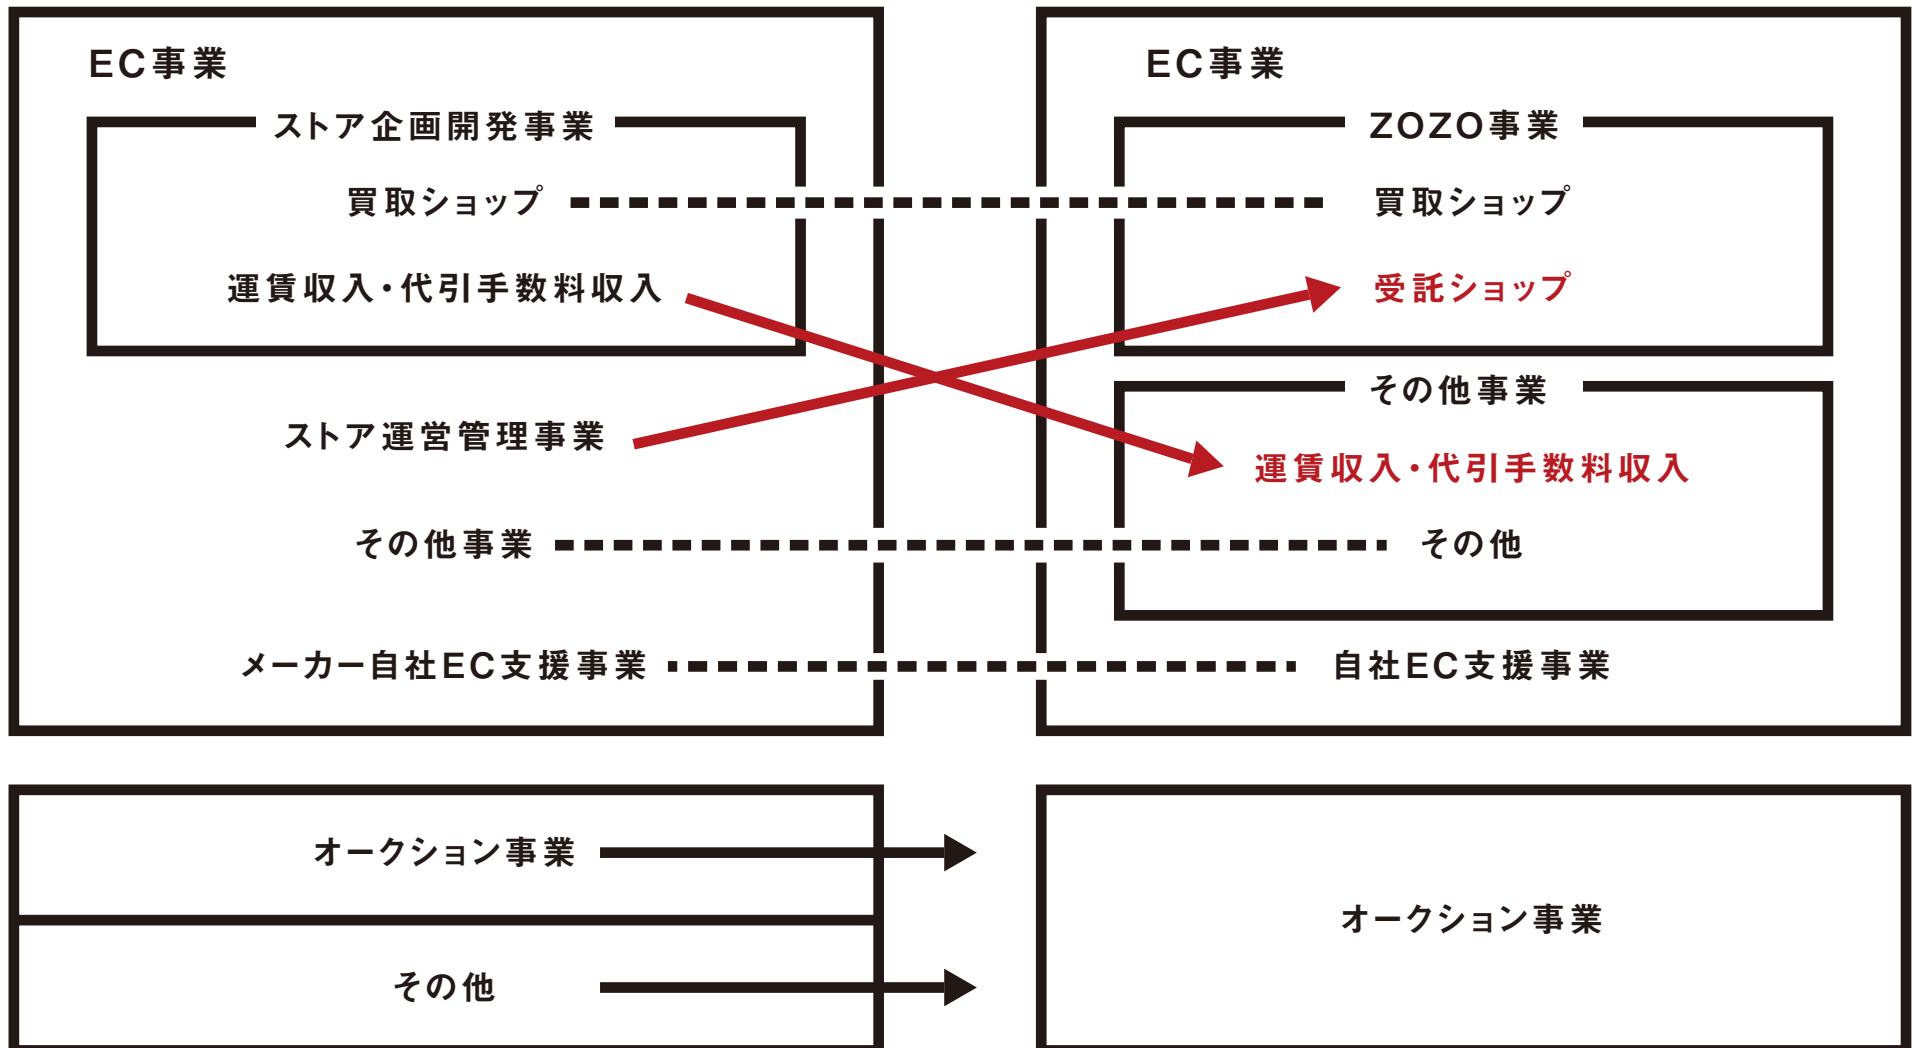 EC事業
ストア企画開発事業
買取ショップ
運賃収入・代引手数料収入
ストア運営管理事業
その他事業
メーカー自社EC支援事業
EC事業
ZOZO事業
買取ショップ
受託ショップ
その他事業
運賃収入・代引手数料収入
その他
自社EC支援事業
オークション事業
その他
オークション事業